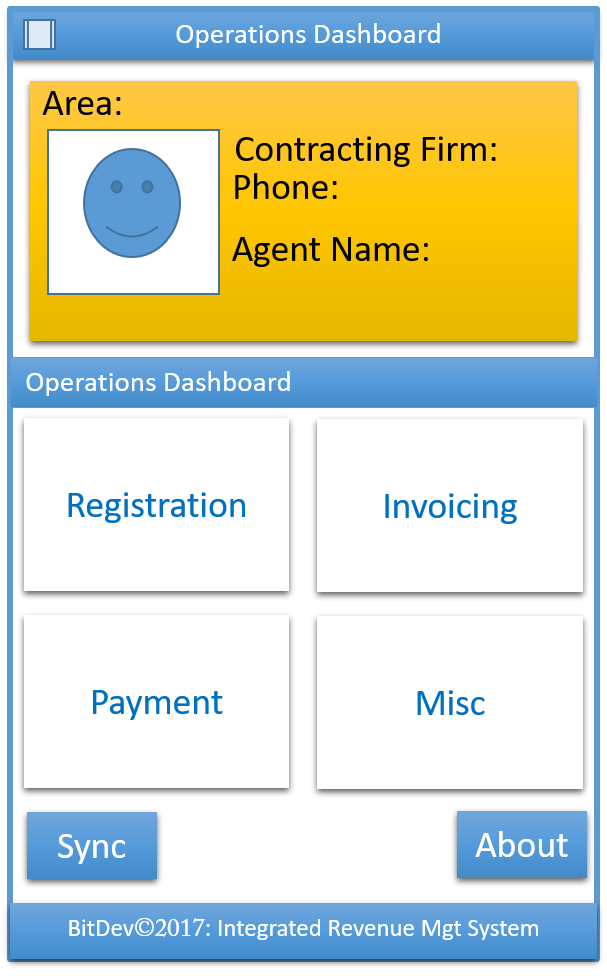 Operations Dashboard
Area:
Contracting Firm:
Phone:
Agent Name:
Operations Dashboard
Registration
Invoicing
Payment
Misc
Sync
About
BitDev©2017: Integrated Revenue Mgt System